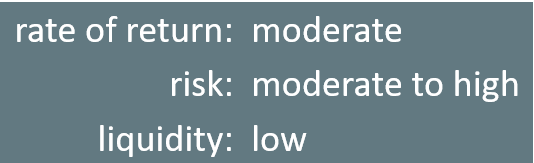 rate of return: moderate
risk: moderate to high
liquidity: low